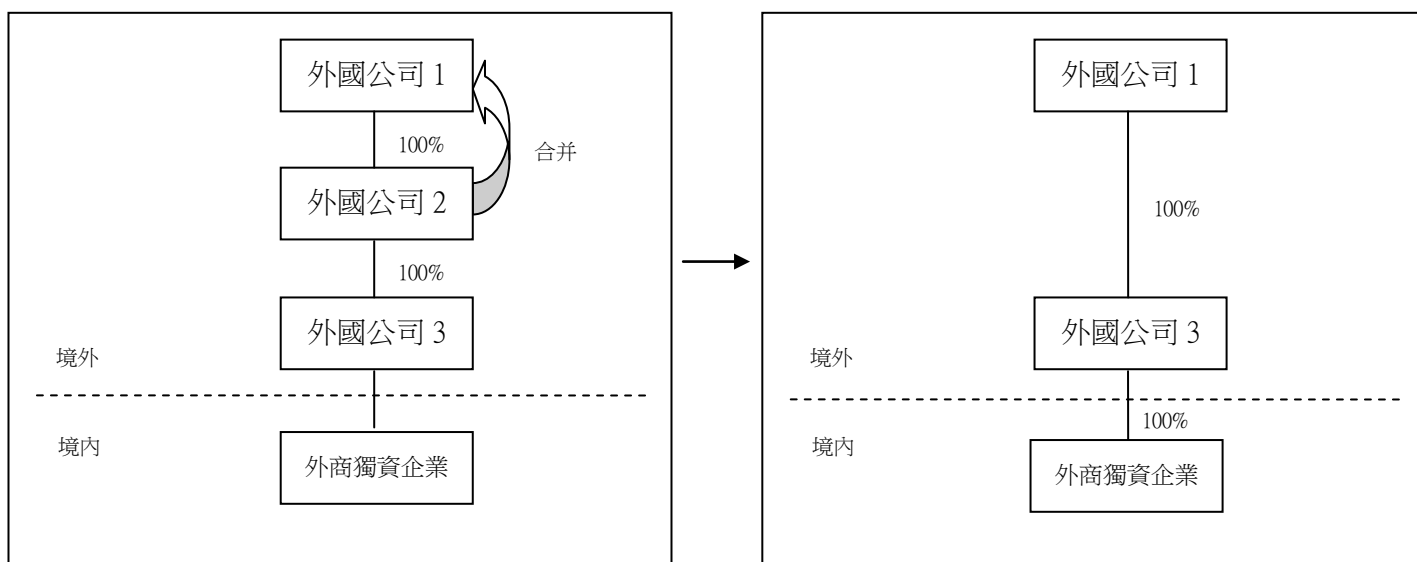 外國公司 1
100%
合并
外國公司 2
100%
外國公司 3
境外
境內
外商獨資企業
外國公司 1
100%
外國公司 3
境外
100%
境內
外商獨資企業